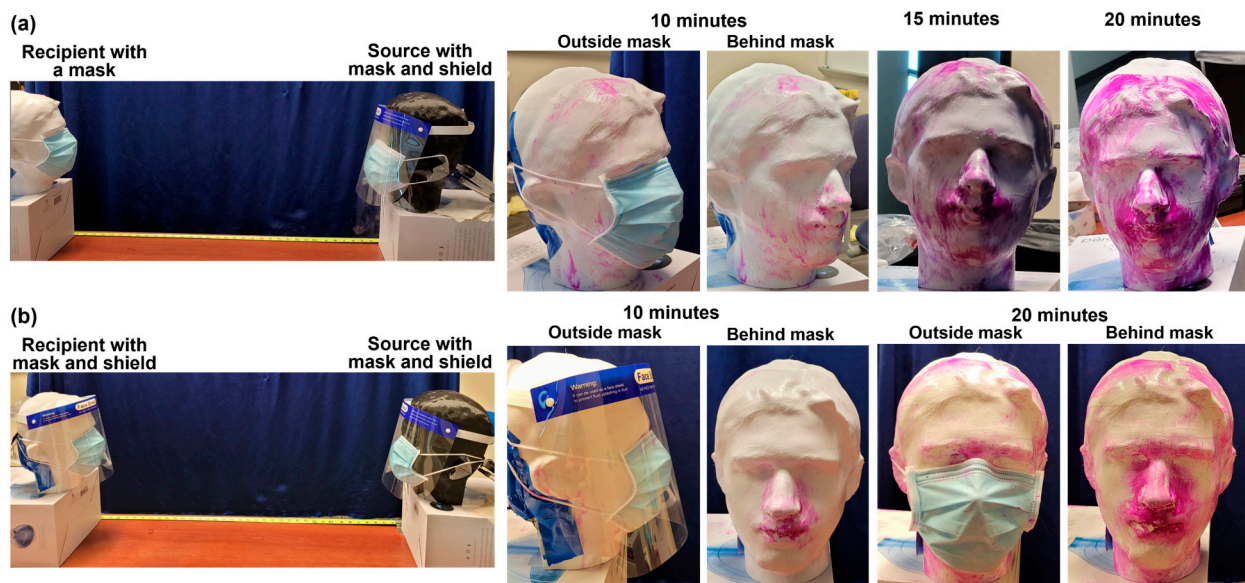 (a)
10 minutes
15 minutes
20 minutes
Recipient with
a mask
Source with
mask and shield
Outside mask
Behind mask
(b)
10 minutes
20 minutes
Recipient with
mask and shield
Source with
mask and shield
Outside mask
Behind mask
Outside mask
Behind mask
Warning: